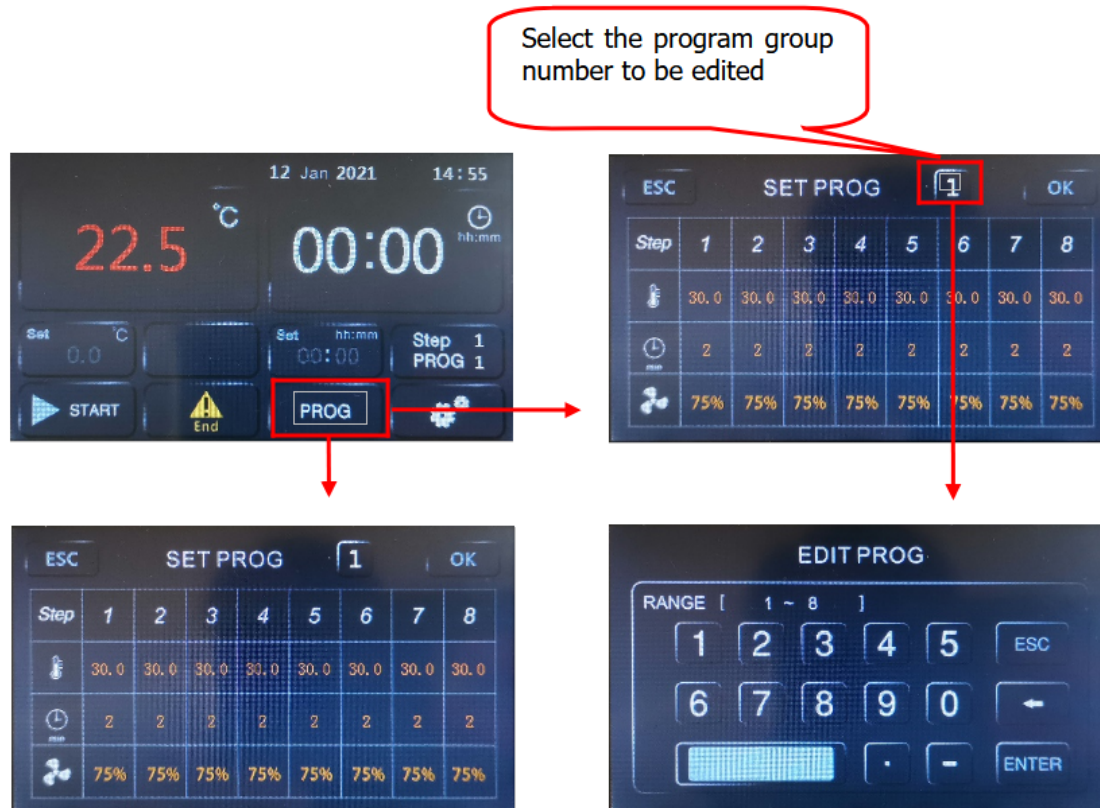 Select the program group
number to be edited
12 Jan 2021 14:55
22.5 °C 00:00 hh:mm
Set °C Set hh:mm Step 1
0.0 00:00 PROG 1
START End PROG
ESC SET PROG 1 OK
Step 1 2 3 4 5 6 7 8
30.0 30.0 30.0 30.0 30.0 30.0 30.0 30.0
2 2 2 2 2 2 2 2
75% 75% 75% 75% 75% 75% 75% 75%
ESC SET PROG 1 OK
Step 1 2 3 4 5 6 7 8
30.0 30.0 30.0 30.0 30.0 30.0 30.0 30.0
2 2 2 2 2 2 2 2
75% 75% 75% 75% 75% 75% 75% 75%
EDIT PROG
RANGE [ 1 ~ 8 ]
1 2 3 4 5 ESC
6 7 8 9 0 ←
. - ENTER